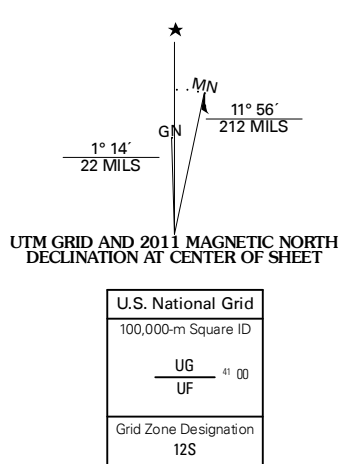 ★
MN
11° 56´
212 MILS
GN
1° 14´
22 MILS
UTM GRID AND 2011 MAGNETIC NORTH
DECLINATION AT CENTER OF SHEET
U.S. National Grid
100,000-m Square ID
UG
41 00
UF
Grid Zone Designation
12S